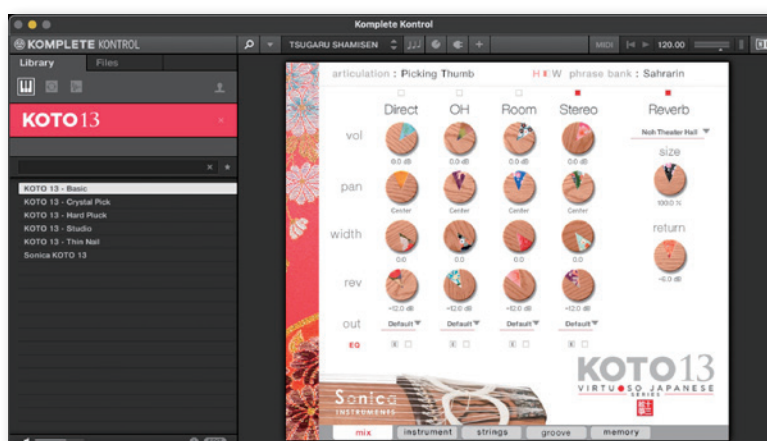 Komplete Kontrol
KOMPLETE KONTROL
TSUGARU SHAMISEN
MIDI
120.00
Library
Files
KOTO 13
KOTO 13 - Basic
KOTO 13 - Crystal Pick
KOTO 13 - Hard Pluck
KOTO 13 - Studio
KOTO 13 - Thin Nail
Sonica KOTO 13
articulation : Picking Thumb
phrase bank : Sahrarin
Direct OH Room Stereo Reverb
vol
Noh Theater Hall
0.0 dB 0.0 dB 0.0 dB 0.0 dB
size
pan
Center Center Center Center
100.0 %
width
return
0.0 0.0 0.0 0.0
rev
-6.0 dB
-12.0 dB -12.0 dB -12.0 dB -12.0 dB
out Default Default Default Default
EQ
KOTO 13
VIRTUOSO JAPANESE
SERIES
Sonica
INSTRUMENTS
mix instrument strings groove memory